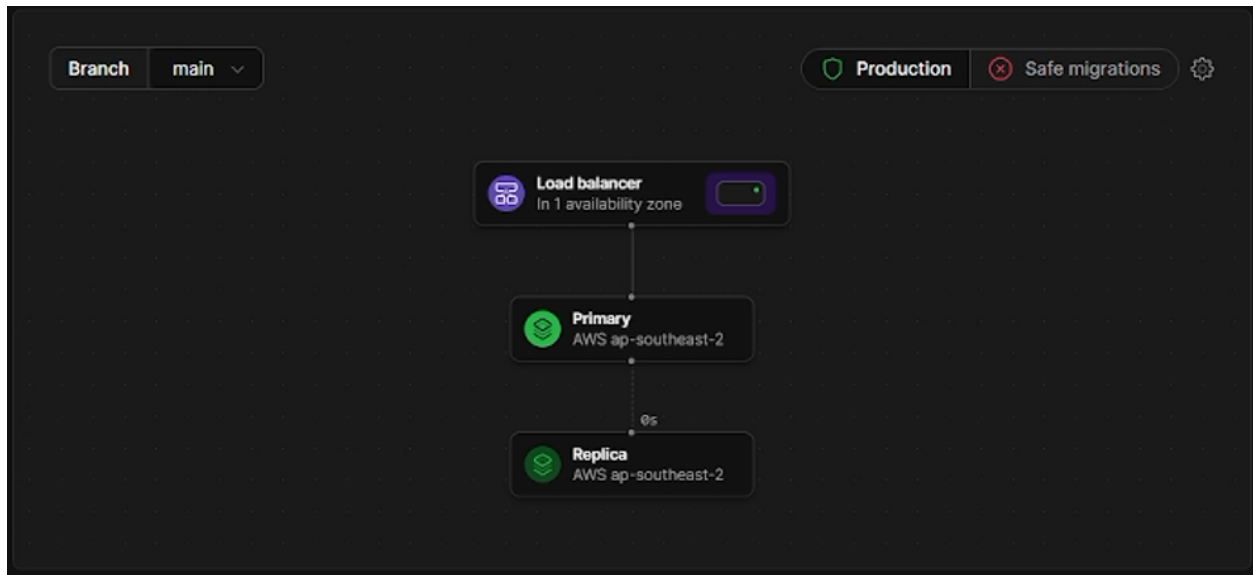 Branch main
Production Safe migrations
Load balancer
In 1 availability zone
Primary
AWS ap-southeast-2
0s
Replica
AWS ap-southeast-2